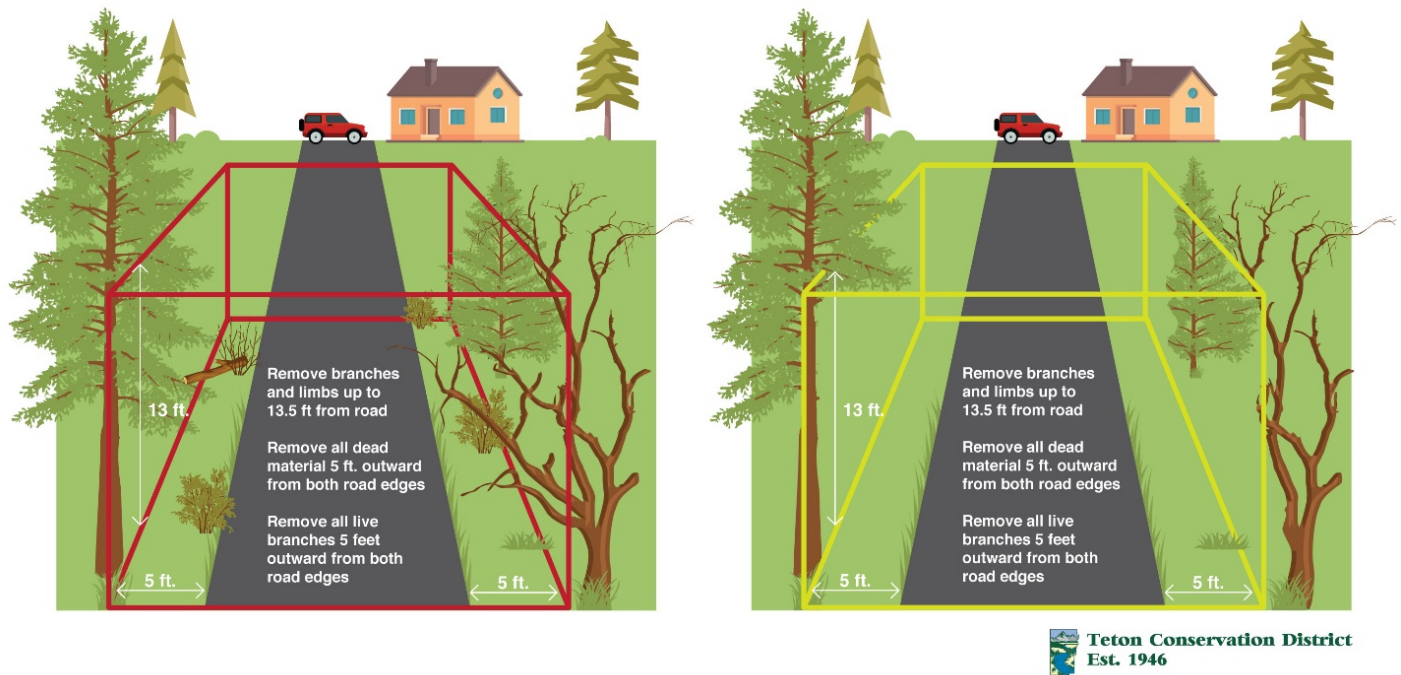 13 ft.
Remove branches
and limbs up to
13.5 ft from road
Remove all dead
material 5 ft. outward
from both road edges
Remove all live
branches 5 feet
outward from both
road edges
5 ft.
5 ft.
13 ft.
Remove branches
and limbs up to
13.5 ft from road
Remove all dead
material 5 ft. outward
from both road edges
Remove all live
branches 5 feet
outward from both
road edges
5 ft.
5 ft.
Teton Conservation District
Est. 1946